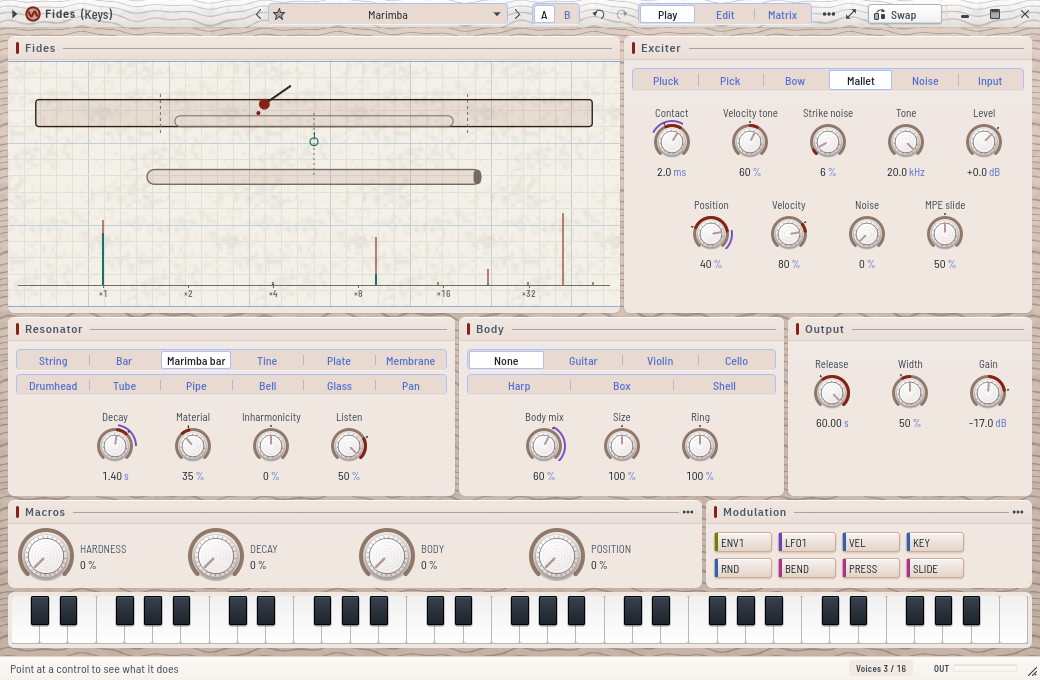 Fides (Keys) Marimba A B Play Edit Matrix Swap
Fides
×1 ×2 ×4 ×8 ×16 ×32
Exciter
Pluck Pick Bow Mallet Noise Input
Contact Velocity tone Strike noise Tone Level
2.0 ms 60 % 6 % 20.0 kHz +0.0 dB
Position Velocity Noise MPE slide
40 % 80 % 0 % 50 %
Resonator
String Bar Marimba bar Tine Plate Membrane
Drumhead Tube Pipe Bell Glass Pan
Decay Material Inharmonicity Listen
1.40 s 35 % 0 % 50 %
Body
None Guitar Violin Cello
Harp Box Shell
Body mix Size Ring
60 % 100 % 100 %
Output
Release Width Gain
60.00 s 50 % -17.0 dB
Macros
HARDNESS DECAY BODY POSITION
0 % 0 % 0 % 0 %
Modulation
ENV1 LFO1 VEL KEY
RND BEND PRESS SLIDE
Point at a control to see what it does Voices 3 / 16 OUT